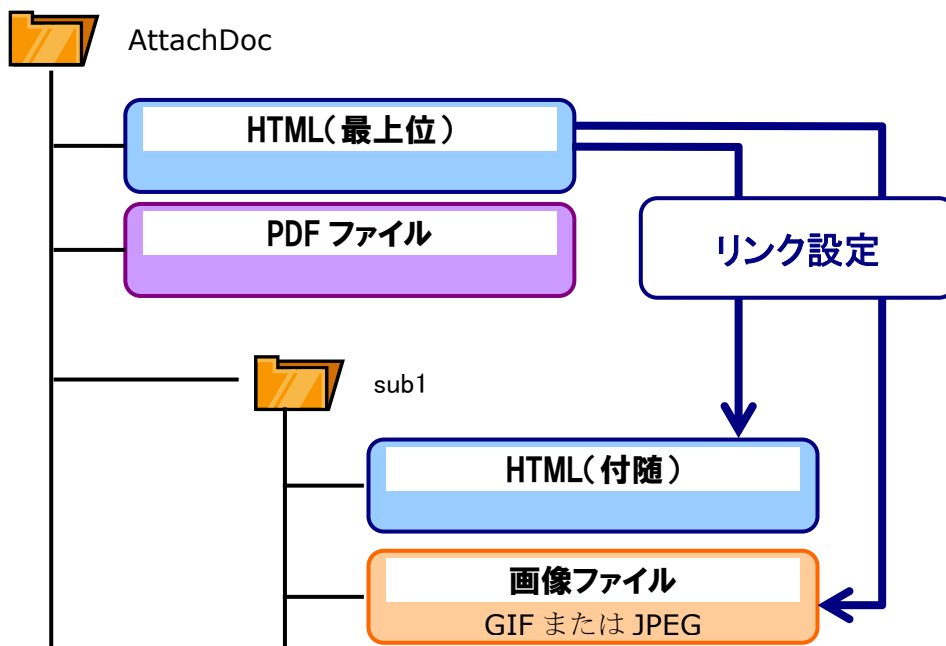 AttachDoc
HTML(最上位)
PDF ファイル
リンク設定
sub1
HTML(付随)
画像ファイル
GIF または JPEG